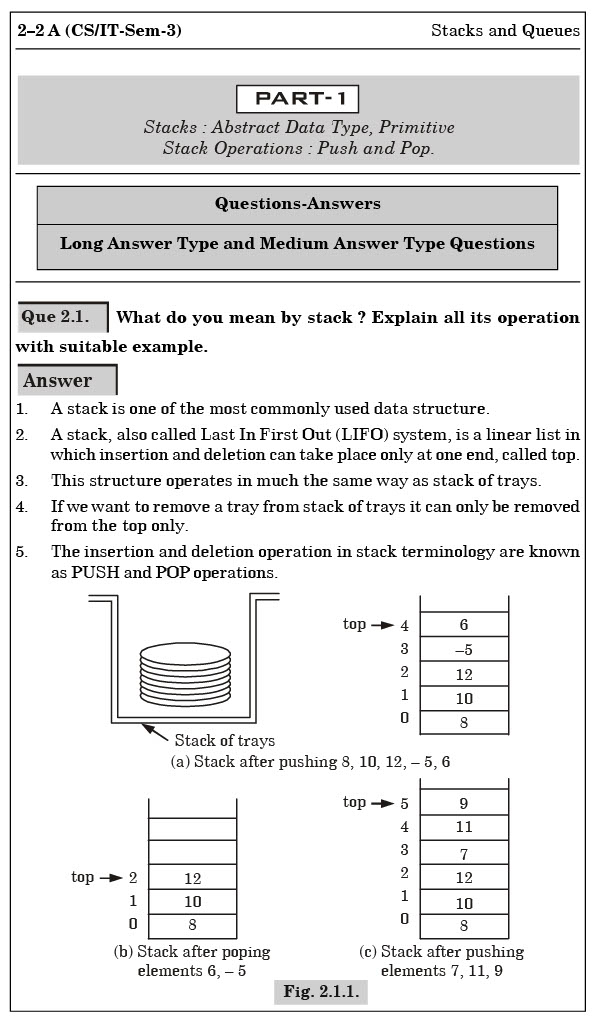 2–2 A (CS/IT-Sem-3) Stacks and Queues
PART-1
Stacks : Abstract Data Type, Primitive
Stack Operations : Push and Pop.
Questions-Answers
Long Answer Type and Medium Answer Type Questions
Que 2.1. What do you mean by stack ? Explain all its operation
with suitable example.
Answer
1. A stack is one of the most commonly used data structure.
2. A stack, also called Last In First Out (LIFO) system, is a linear list in
which insertion and deletion can take place only at one end, called top.
3. This structure operates in much the same way as stack of trays.
4. If we want to remove a tray from stack of trays it can only be removed
from the top only.
5. The insertion and deletion operation in stack terminology are known
as PUSH and POP operations.
top 4 6
3 –5
2 12
1 10
0 8
Stack of trays
(a) Stack after pushing 8, 10, 12, – 5, 6
top 2 12
1 10
0 8
(b) Stack after poping
elements 6, – 5
top 5 9
4 11
3 7
2 12
1 10
0 8
(c) Stack after pushing
elements 7, 11, 9
Fig. 2.1.1.